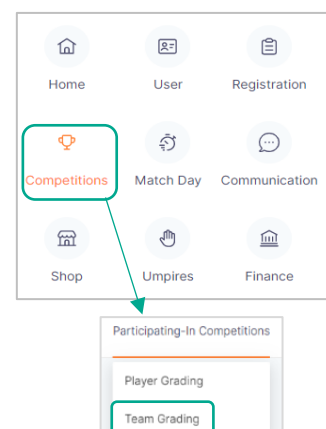 Home User Registration
Competitions Match Day Communication
Shop Umpires Finance
Participating-In Competitions
Player Grading
Team Grading